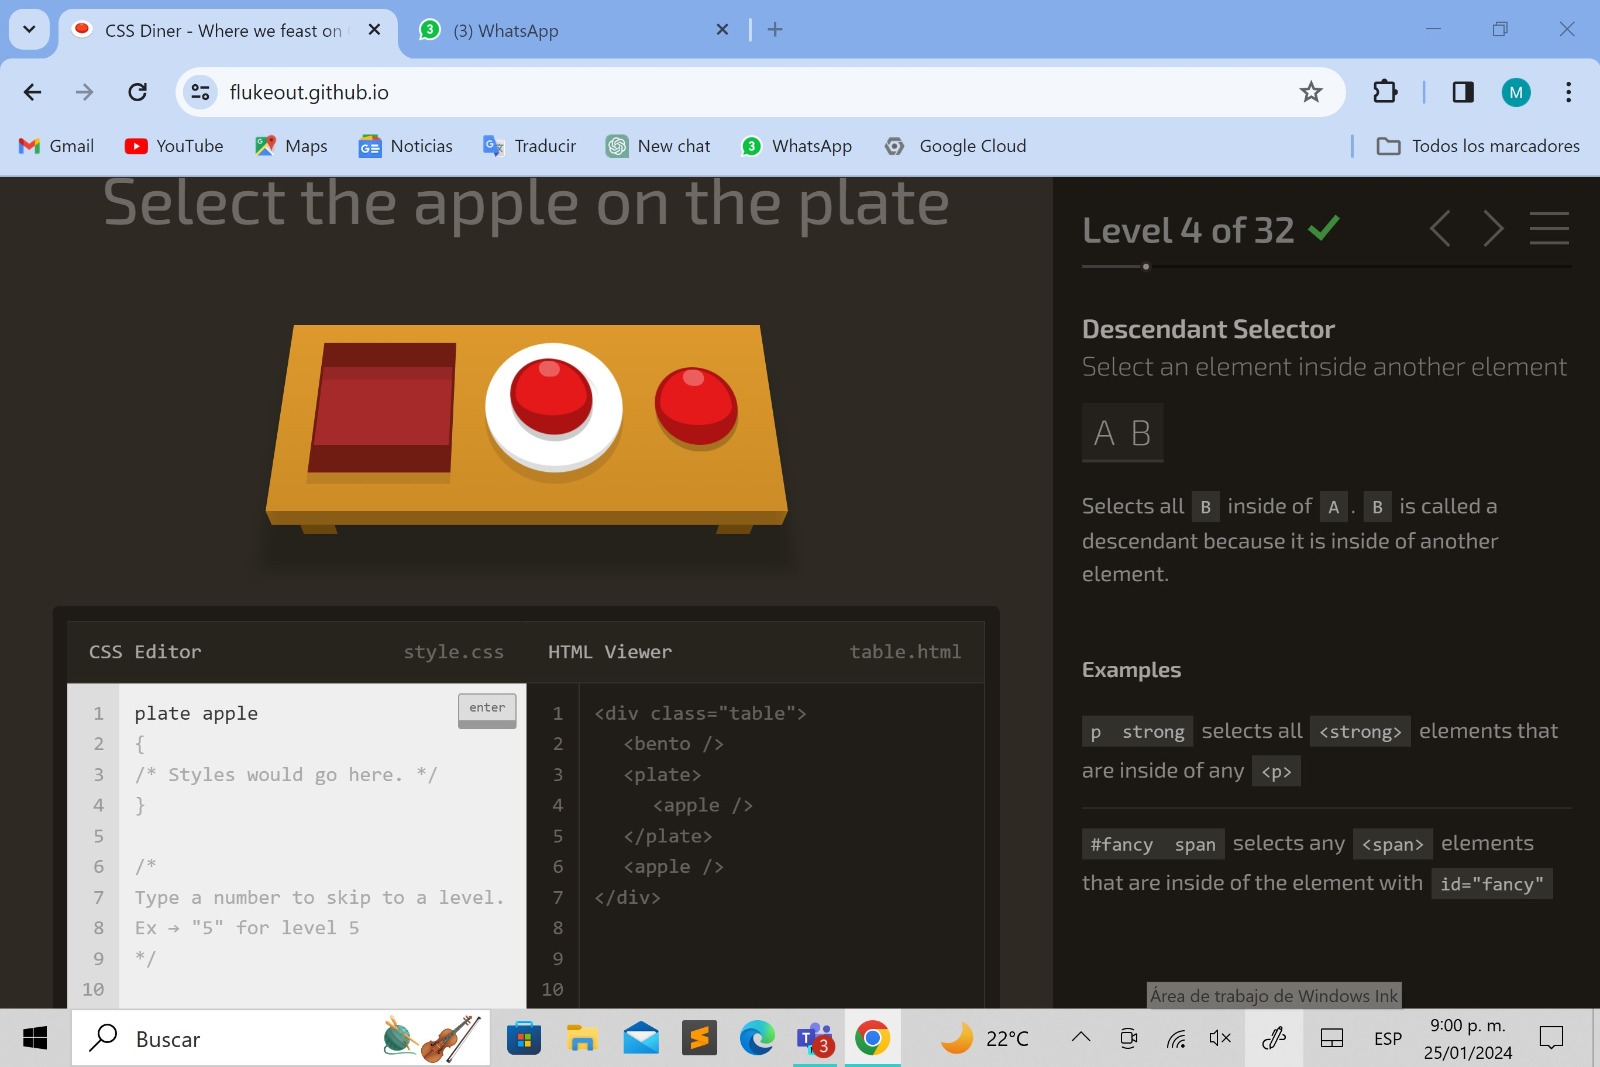 CSS Diner - Where we feast on
3
(3) WhatsApp
flukeout.github.io
M
Gmail
YouTube
Maps
GE
Noticias
Traducir
New chat
3
WhatsApp
Google Cloud
Todos los marcadores
Select the apple on the plate
Level 4 of 32
Descendant Selector
Select an element inside another element
A B
Selects all B inside of A . B is called a
descendant because it is inside of another
element.
Examples
p strong selects all <strong> elements that
are inside of any <p>
#fancy span selects any <span> elements
that are inside of the element with id="fancy"
CSS Editor style.css
1 plate apple
enter
2 {
3 /* Styles would go here. */
4 }
5
6 /*
7 Type a number to skip to a level.
8 Ex → "5" for level 5
9 */
10
HTML Viewer table.html
1 <div class="table">
2 <bento />
3 <plate>
4 <apple />
5 </plate>
6 <apple />
7 </div>
8
9
10
Área de trabajo de Windows Ink
Buscar
3
22°C
ESP
9:00 p. m.
25/01/2024